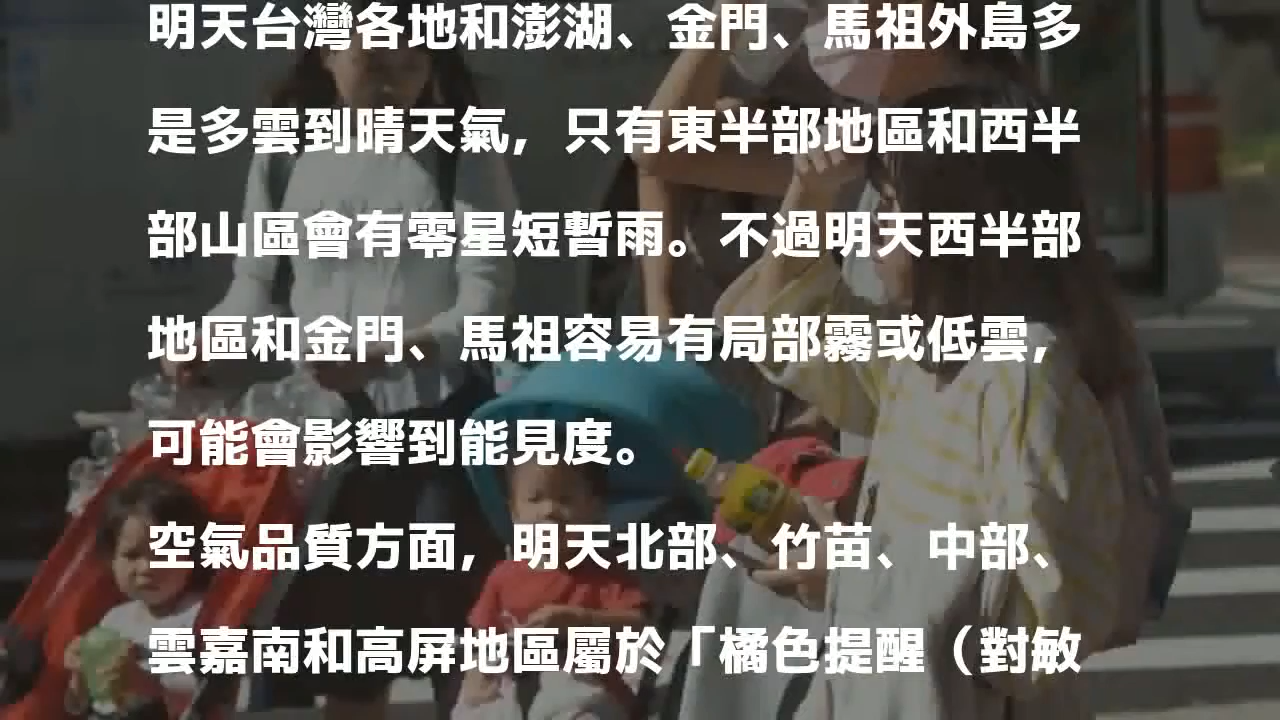 明天台灣各地和澎湖、金門、馬祖外島多
是多雲到晴天氣，只有東半部地區和西半
部山區會有零星短暫雨。不過明天西半部
地區和金門、馬祖容易有局部霧或低雲，
可能會影響到能見度。
空氣品質方面，明天北部、竹苗、中部、
雲嘉南和高屏地區屬於「橘色提醒（對敏